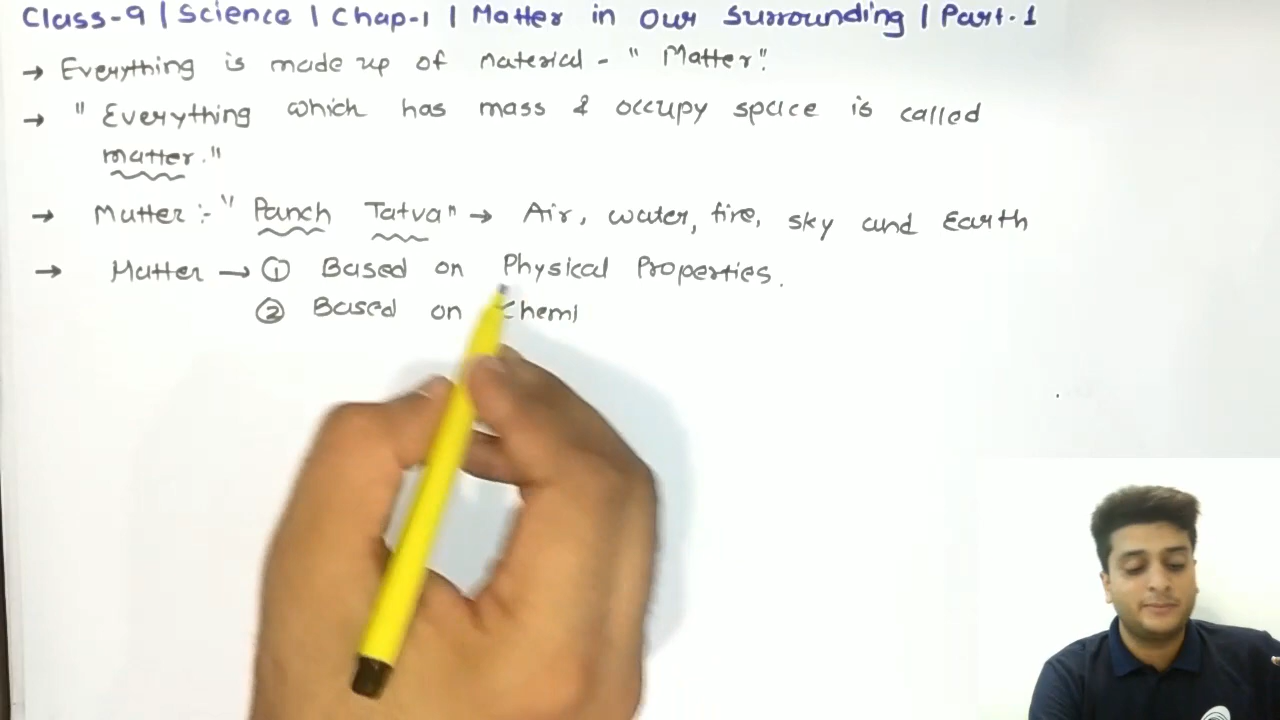 Class-9 | Science | Chap-1 | Matter in our Surrounding | Part-1
→ Everything is made up of material - "Matter".
→ "Everything which has mass & occupy space is called
matter."
→ Matter :- "Panch Tatva" → Air, water, fire, sky and Earth
→ Matter → ① Based on Physical Properties.
② Based on Chemi